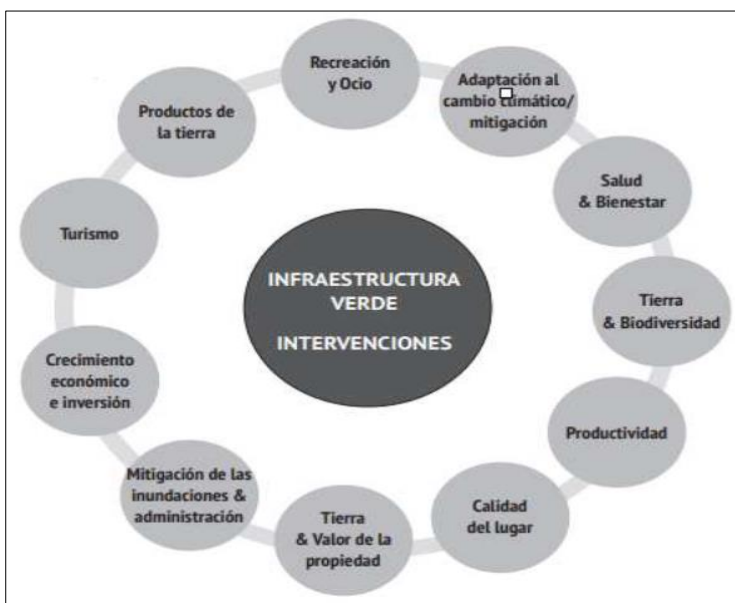 Recreación
y Ocio
Adaptación al
cambio climático/
mitigación
Salud
& Bienestar
Tierra
& Biodiversidad
Productividad
Calidad
del lugar
Tierra
& Valor de la
propiedad
Mitigación de las
inundaciones &
administración
Crecimiento
económico
e inversión
Turismo
Productos de
la tierra
INFRAESTRUCTURA
VERDE
INTERVENCIONES